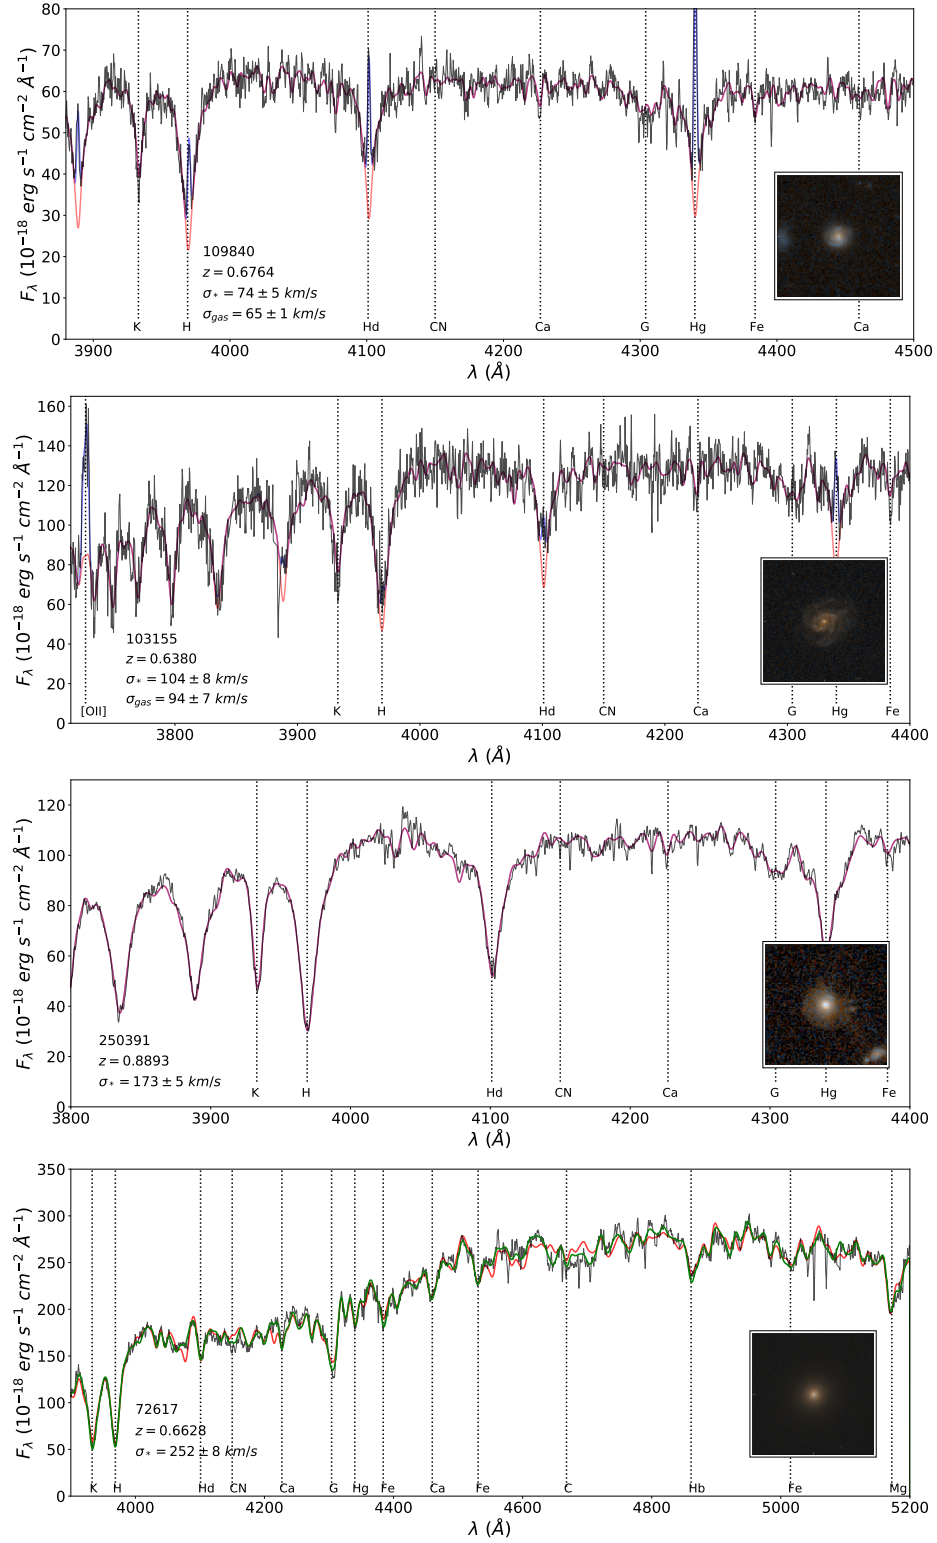 80
70
60
50
40
30
20
10
0
F_λ (10⁻¹⁸ erg s⁻¹ cm⁻² Å⁻¹)
109840
z = 0.6764
σ_* = 74 ± 5 km/s
σ_gas = 65 ± 1 km/s
K H Hd CN Ca G Hg Fe Ca
3900 4000 4100 4200 4300 4400 4500
λ (Å)
160
140
120
100
80
60
40
20
0
F_λ (10⁻¹⁸ erg s⁻¹ cm⁻² Å⁻¹)
103155
z = 0.6380
σ_* = 104 ± 8 km/s
σ_gas = 94 ± 7 km/s
[OII] K H Hd CN Ca G Hg Fe
3800 3900 4000 4100 4200 4300 4400
λ (Å)
120
100
80
60
40
20
0
F_λ (10⁻¹⁸ erg s⁻¹ cm⁻² Å⁻¹)
250391
z = 0.8893
σ_* = 173 ± 5 km/s
K H Hd CN Ca G Hg Fe
3800 3900 4000 4100 4200 4300 4400
λ (Å)
350
300
250
200
150
100
50
0
F_λ (10⁻¹⁸ erg s⁻¹ cm⁻² Å⁻¹)
72617
z = 0.6628
σ_* = 252 ± 8 km/s
K H Hd CN Ca G Hg Fe Ca Fe C Hb Fe Mg
4000 4200 4400 4600 4800 5000 5200
λ (Å)